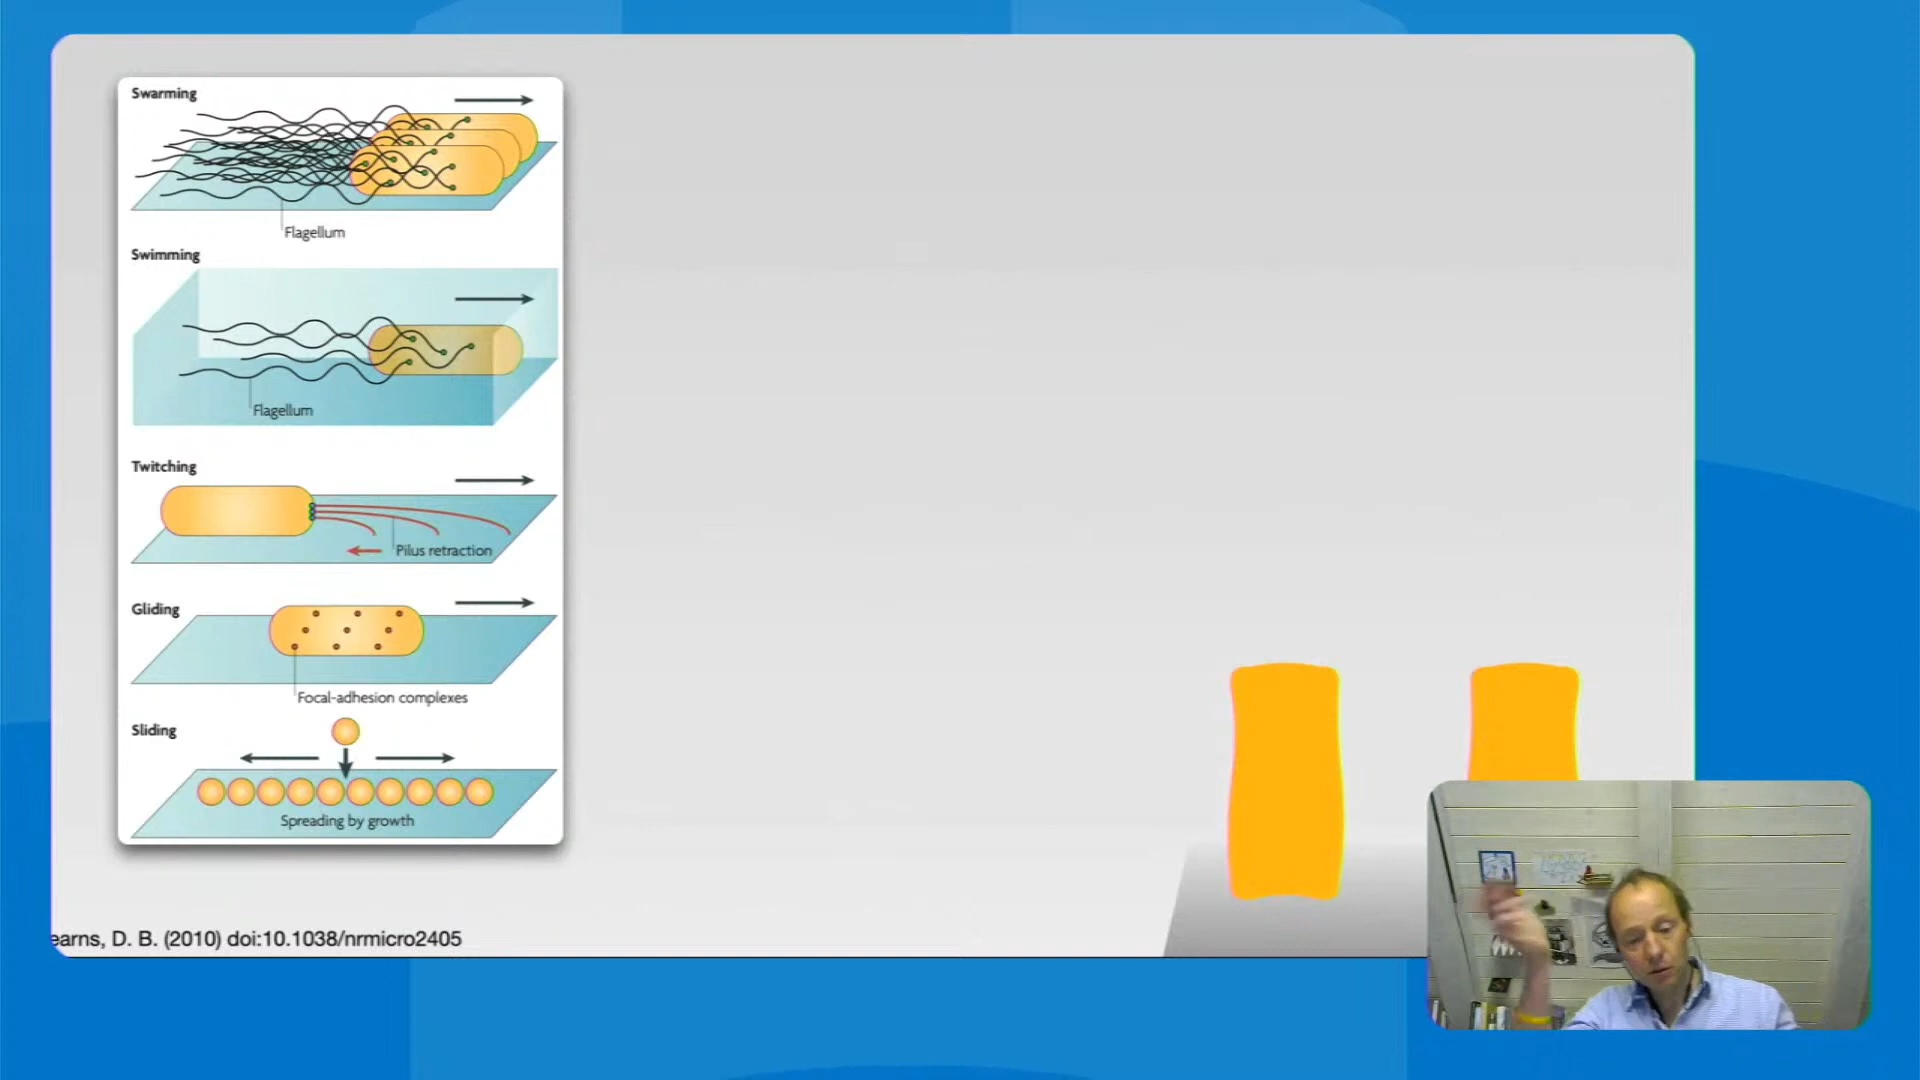 Swarming
Flagellum
Swimming
Flagellum
Twitching
Pilus retraction
Gliding
Focal-adhesion complexes
Sliding
Spreading by growth
earns, D. B. (2010) doi:10.1038/nrmicro2405